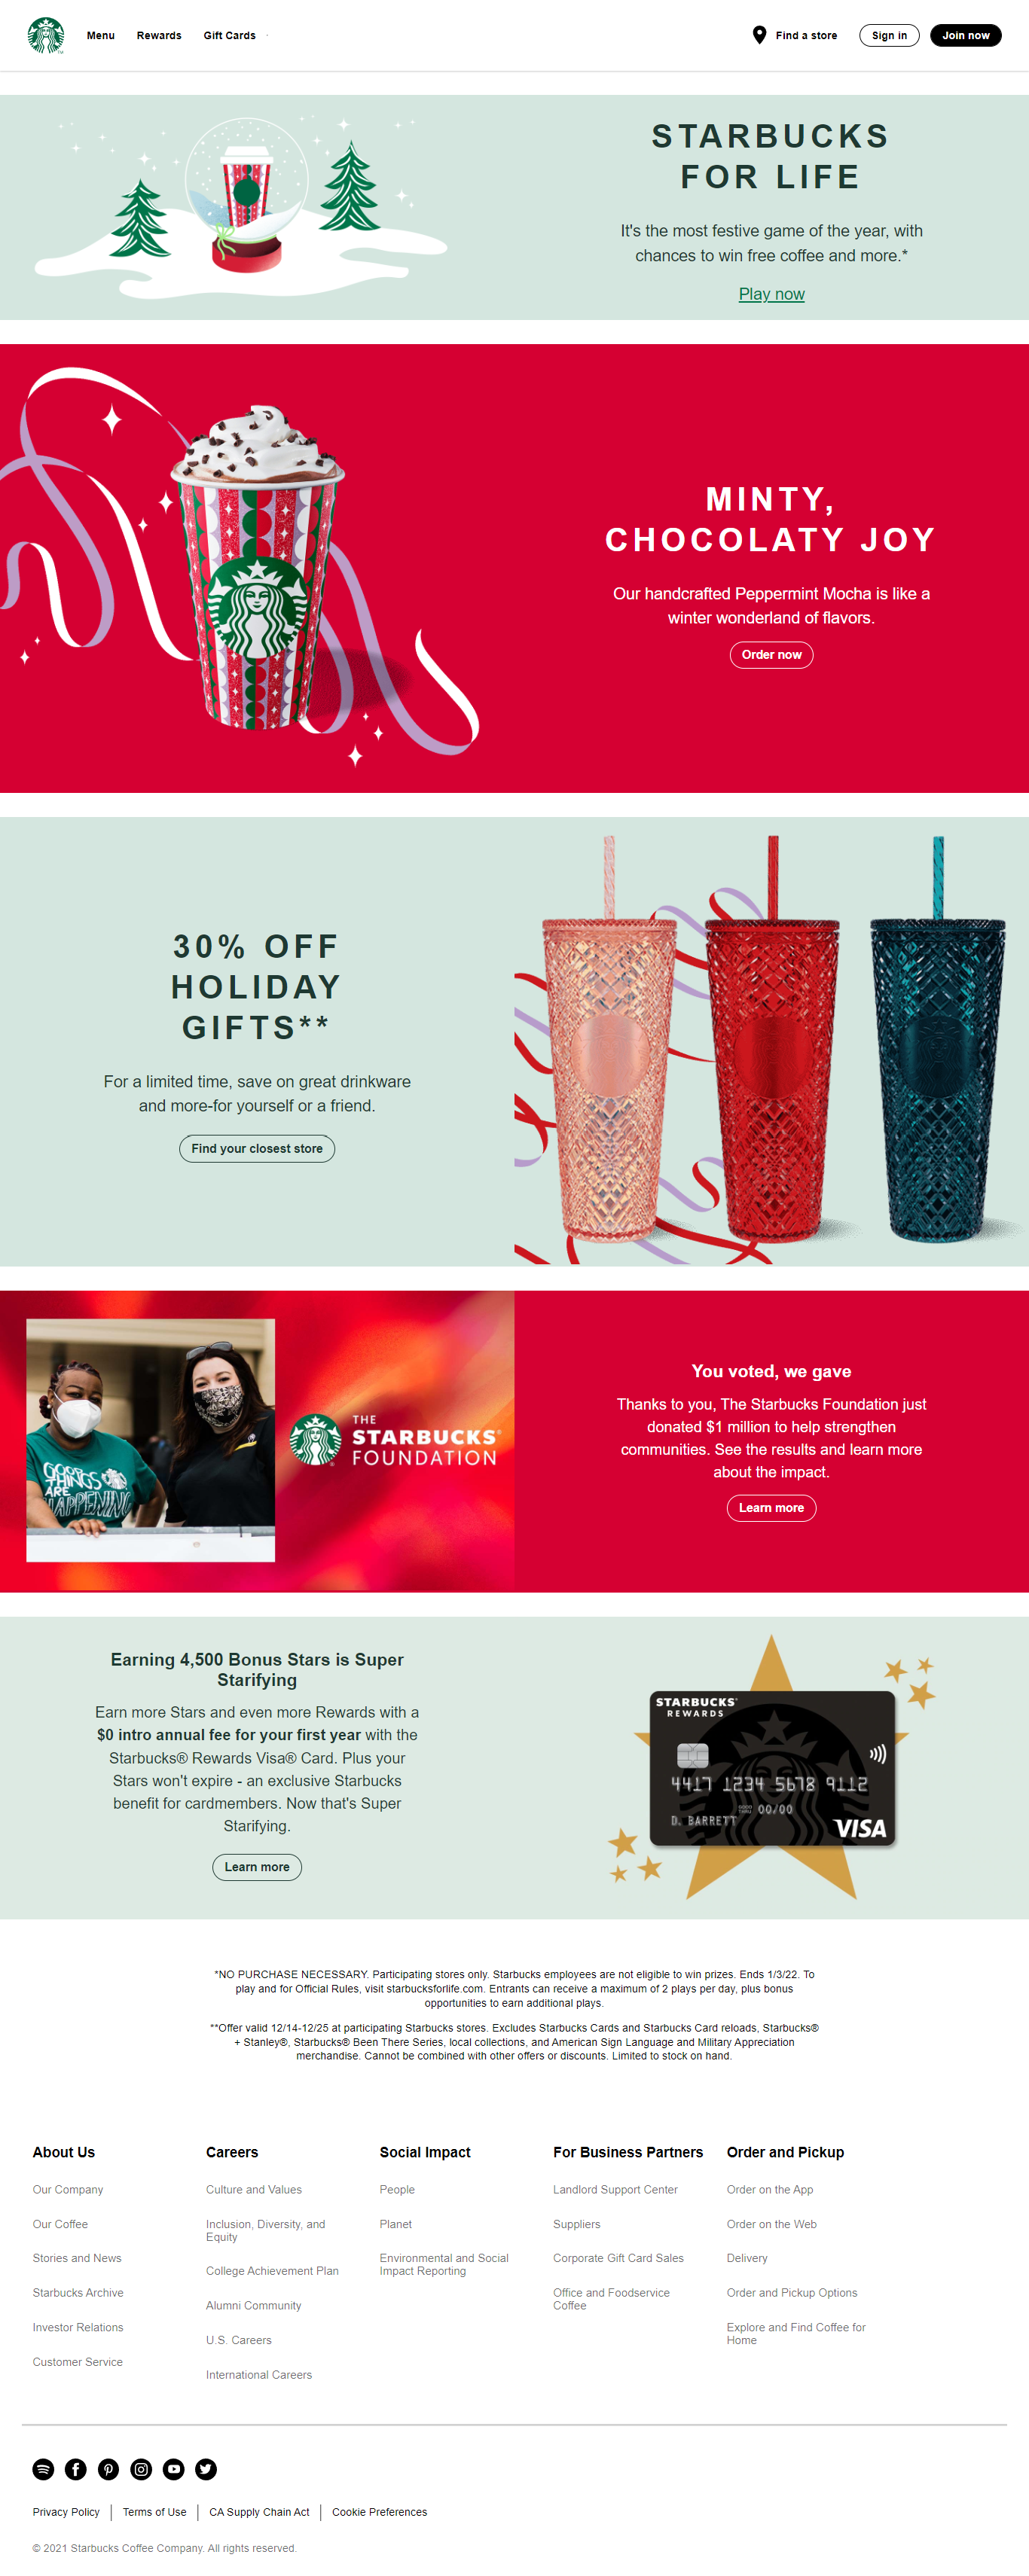 Menu Rewards Gift Cards
Find a store Sign in Join now
STARBUCKS
FOR LIFE
It's the most festive game of the year, with
chances to win free coffee and more.*
Play now
MINTY,
CHOCOLATY JOY
Our handcrafted Peppermint Mocha is like a
winter wonderland of flavors.
Order now
30% OFF
HOLIDAY
GIFTS**
For a limited time, save on great drinkware
and more-for yourself or a friend.
Find your closest store
GOOD THINGS
ARE
HAPPENING
THE
STARBUCKS®
FOUNDATION
You voted, we gave
Thanks to you, The Starbucks Foundation just
donated $1 million to help strengthen
communities. See the results and learn more
about the impact.
Learn more
Earning 4,500 Bonus Stars is Super
Starifying
Earn more Stars and even more Rewards with a
$0 intro annual fee for your first year with the
Starbucks® Rewards Visa® Card. Plus your
Stars won't expire - an exclusive Starbucks
benefit for cardmembers. Now that's Super
Starifying.
Learn more
STARBUCKS®
REWARDS
4417 1234 5678 9112
GOOD THRU 00/00
D. BARRETT
VISA
*NO PURCHASE NECESSARY. Participating stores only. Starbucks employees are not eligible to win prizes. Ends 1/3/22. To
play and for Official Rules, visit starbucksforlife.com. Entrants can receive a maximum of 2 plays per day, plus bonus
opportunities to earn additional plays.
**Offer valid 12/14-12/25 at participating Starbucks stores. Excludes Starbucks Cards and Starbucks Card reloads, Starbucks®
+ Stanley®, Starbucks® Been There Series, local collections, and American Sign Language and Military Appreciation
merchandise. Cannot be combined with other offers or discounts. Limited to stock on hand.
About Us
Our Company
Our Coffee
Stories and News
Starbucks Archive
Investor Relations
Customer Service
Careers
Culture and Values
Inclusion, Diversity, and
Equity
College Achievement Plan
Alumni Community
U.S. Careers
International Careers
Social Impact
People
Planet
Environmental and Social
Impact Reporting
For Business Partners
Landlord Support Center
Suppliers
Corporate Gift Card Sales
Office and Foodservice
Coffee
Order and Pickup
Order on the App
Order on the Web
Delivery
Order and Pickup Options
Explore and Find Coffee for
Home
Privacy Policy | Terms of Use | CA Supply Chain Act | Cookie Preferences
© 2021 Starbucks Coffee Company. All rights reserved.